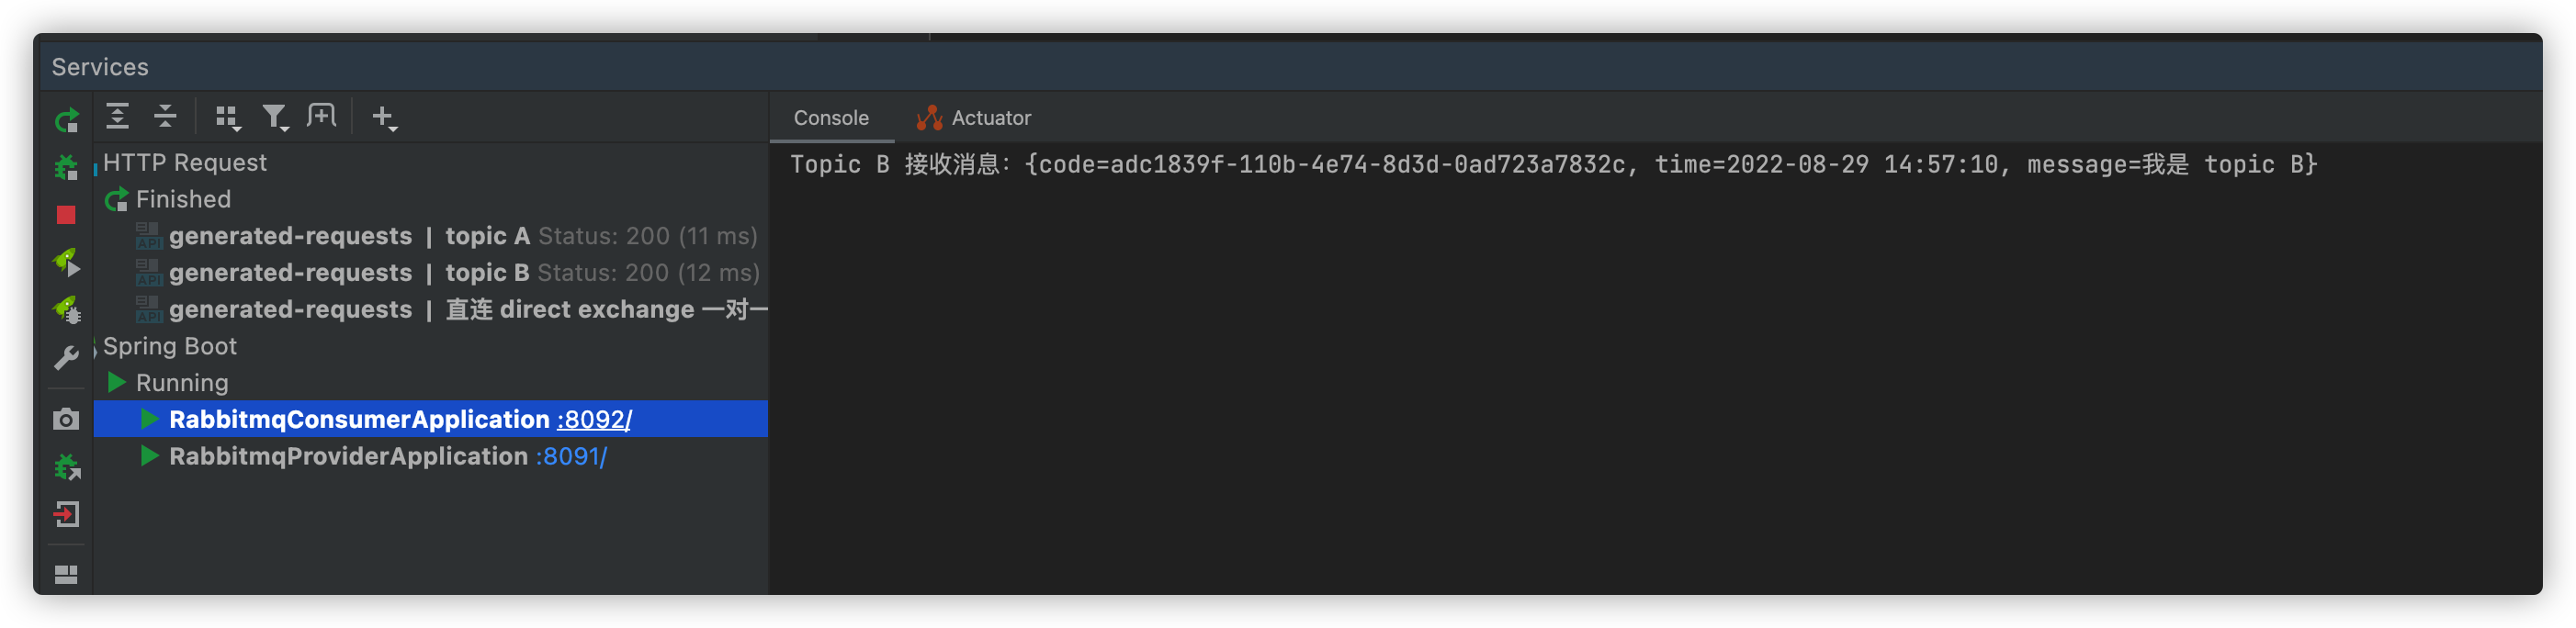 Services
Console Actuator
HTTP Request
Finished
generated-requests | topic A Status: 200 (11 ms)
generated-requests | topic B Status: 200 (12 ms)
generated-requests | 直连 direct exchange 一对一
Spring Boot
Running
RabbitmqConsumerApplication :8092/
RabbitmqProviderApplication :8091/
Topic B 接收消息: {code=adc1839f-110b-4e74-8d3d-0ad723a7832c, time=2022-08-29 14:57:10, message=我是 topic B}